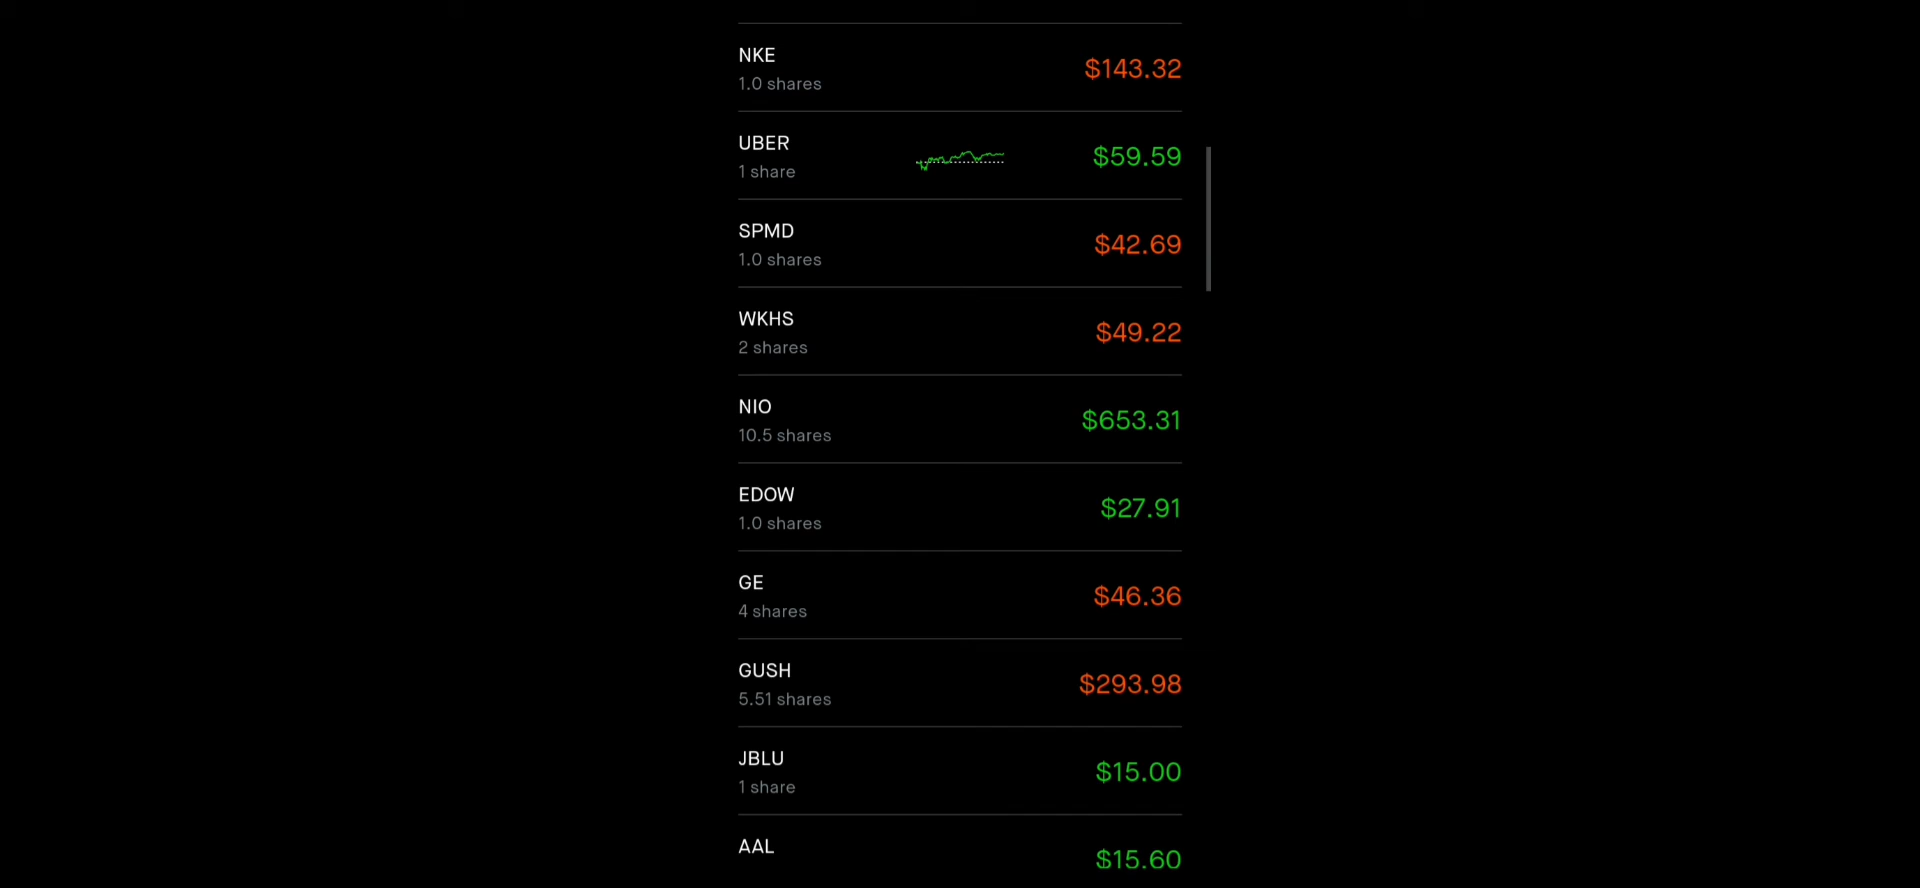 NKE
$143.32
1.0 shares
UBER
$59.59
1 share
SPMD
$42.69
1.0 shares
WKHS
$49.22
2 shares
NIO
$653.31
10.5 shares
EDOW
$27.91
1.0 shares
GE
$46.36
4 shares
GUSH
$293.98
5.51 shares
JBLU
$15.00
1 share
AAL
$15.60